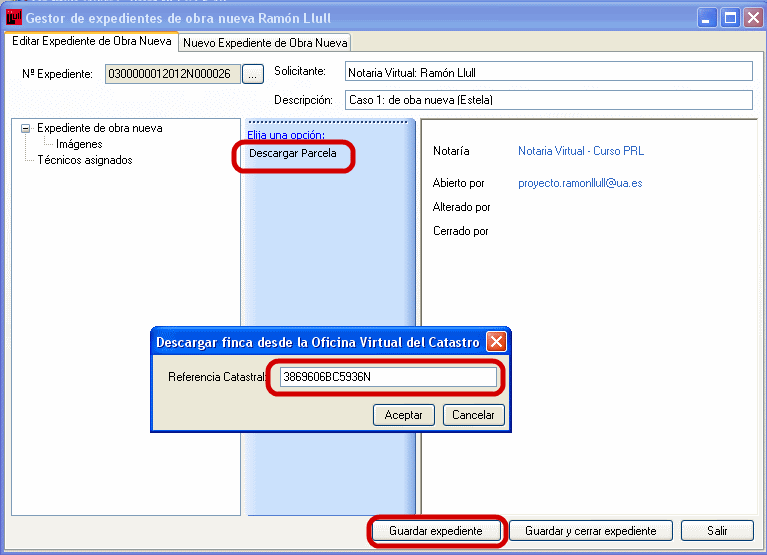 Gestor de expedientes de obra nueva Ramón Llull
Editar Expediente de Obra Nueva
Nuevo Expediente de Obra Nueva
Nº Expediente: 0300000012012N000026 ...
Solicitante: Notaria Virtual: Ramón Llull
Descripción: Caso 1: de oba nueva (Estela)
Expediente de obra nueva
Imágenes
Técnicos asignados
Elija una opción:
Descargar Parcela
Notaría Notaria Virtual - Curso PRL
Abierto por proyecto.ramonllull@ua.es
Alterado por
Cerrado por
Descargar finca desde la Oficina Virtual del Catastro
Referencia Catastral: 3869606BC5936N
Aceptar Cancelar
Guardar expediente Guardar y cerrar expediente Salir